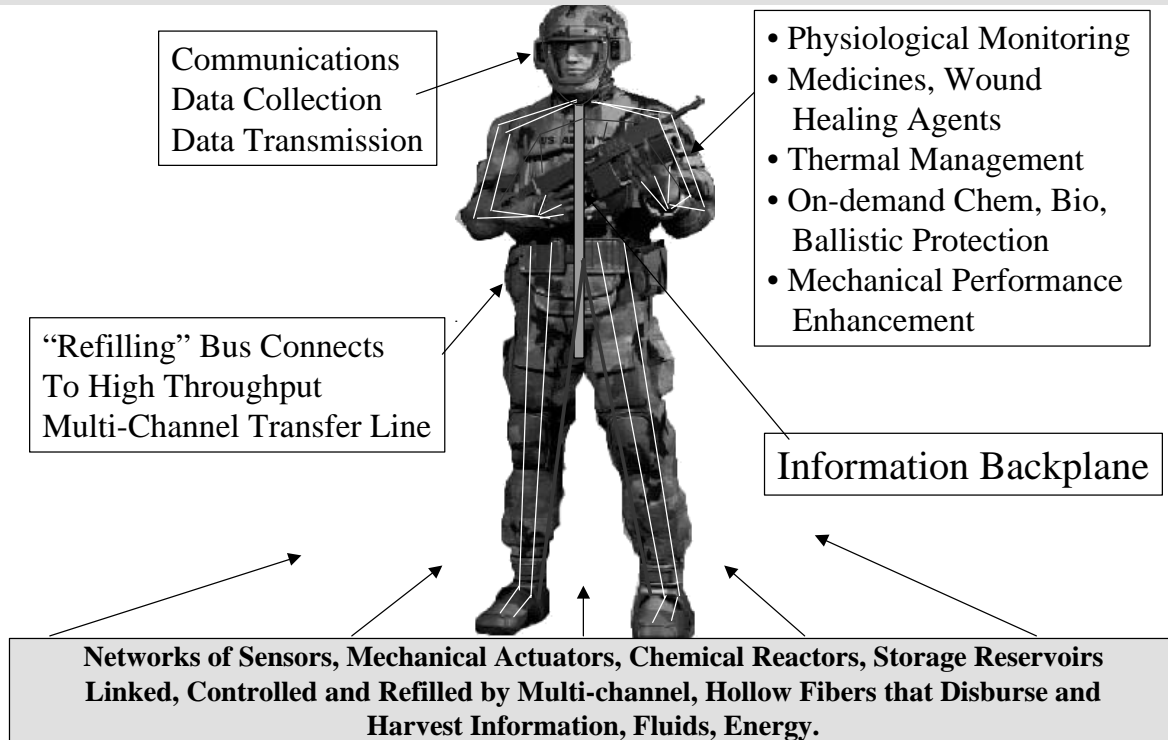 Communications
Data Collection
Data Transmission
• Physiological Monitoring
• Medicines, Wound
Healing Agents
• Thermal Management
• On-demand Chem, Bio,
Ballistic Protection
• Mechanical Performance
Enhancement
“Refilling” Bus Connects
To High Throughput
Multi-Channel Transfer Line
Information Backplane
Networks of Sensors, Mechanical Actuators, Chemical Reactors, Storage Reservoirs
Linked, Controlled and Refilled by Multi-channel, Hollow Fibers that Disburse and
Harvest Information, Fluids, Energy.